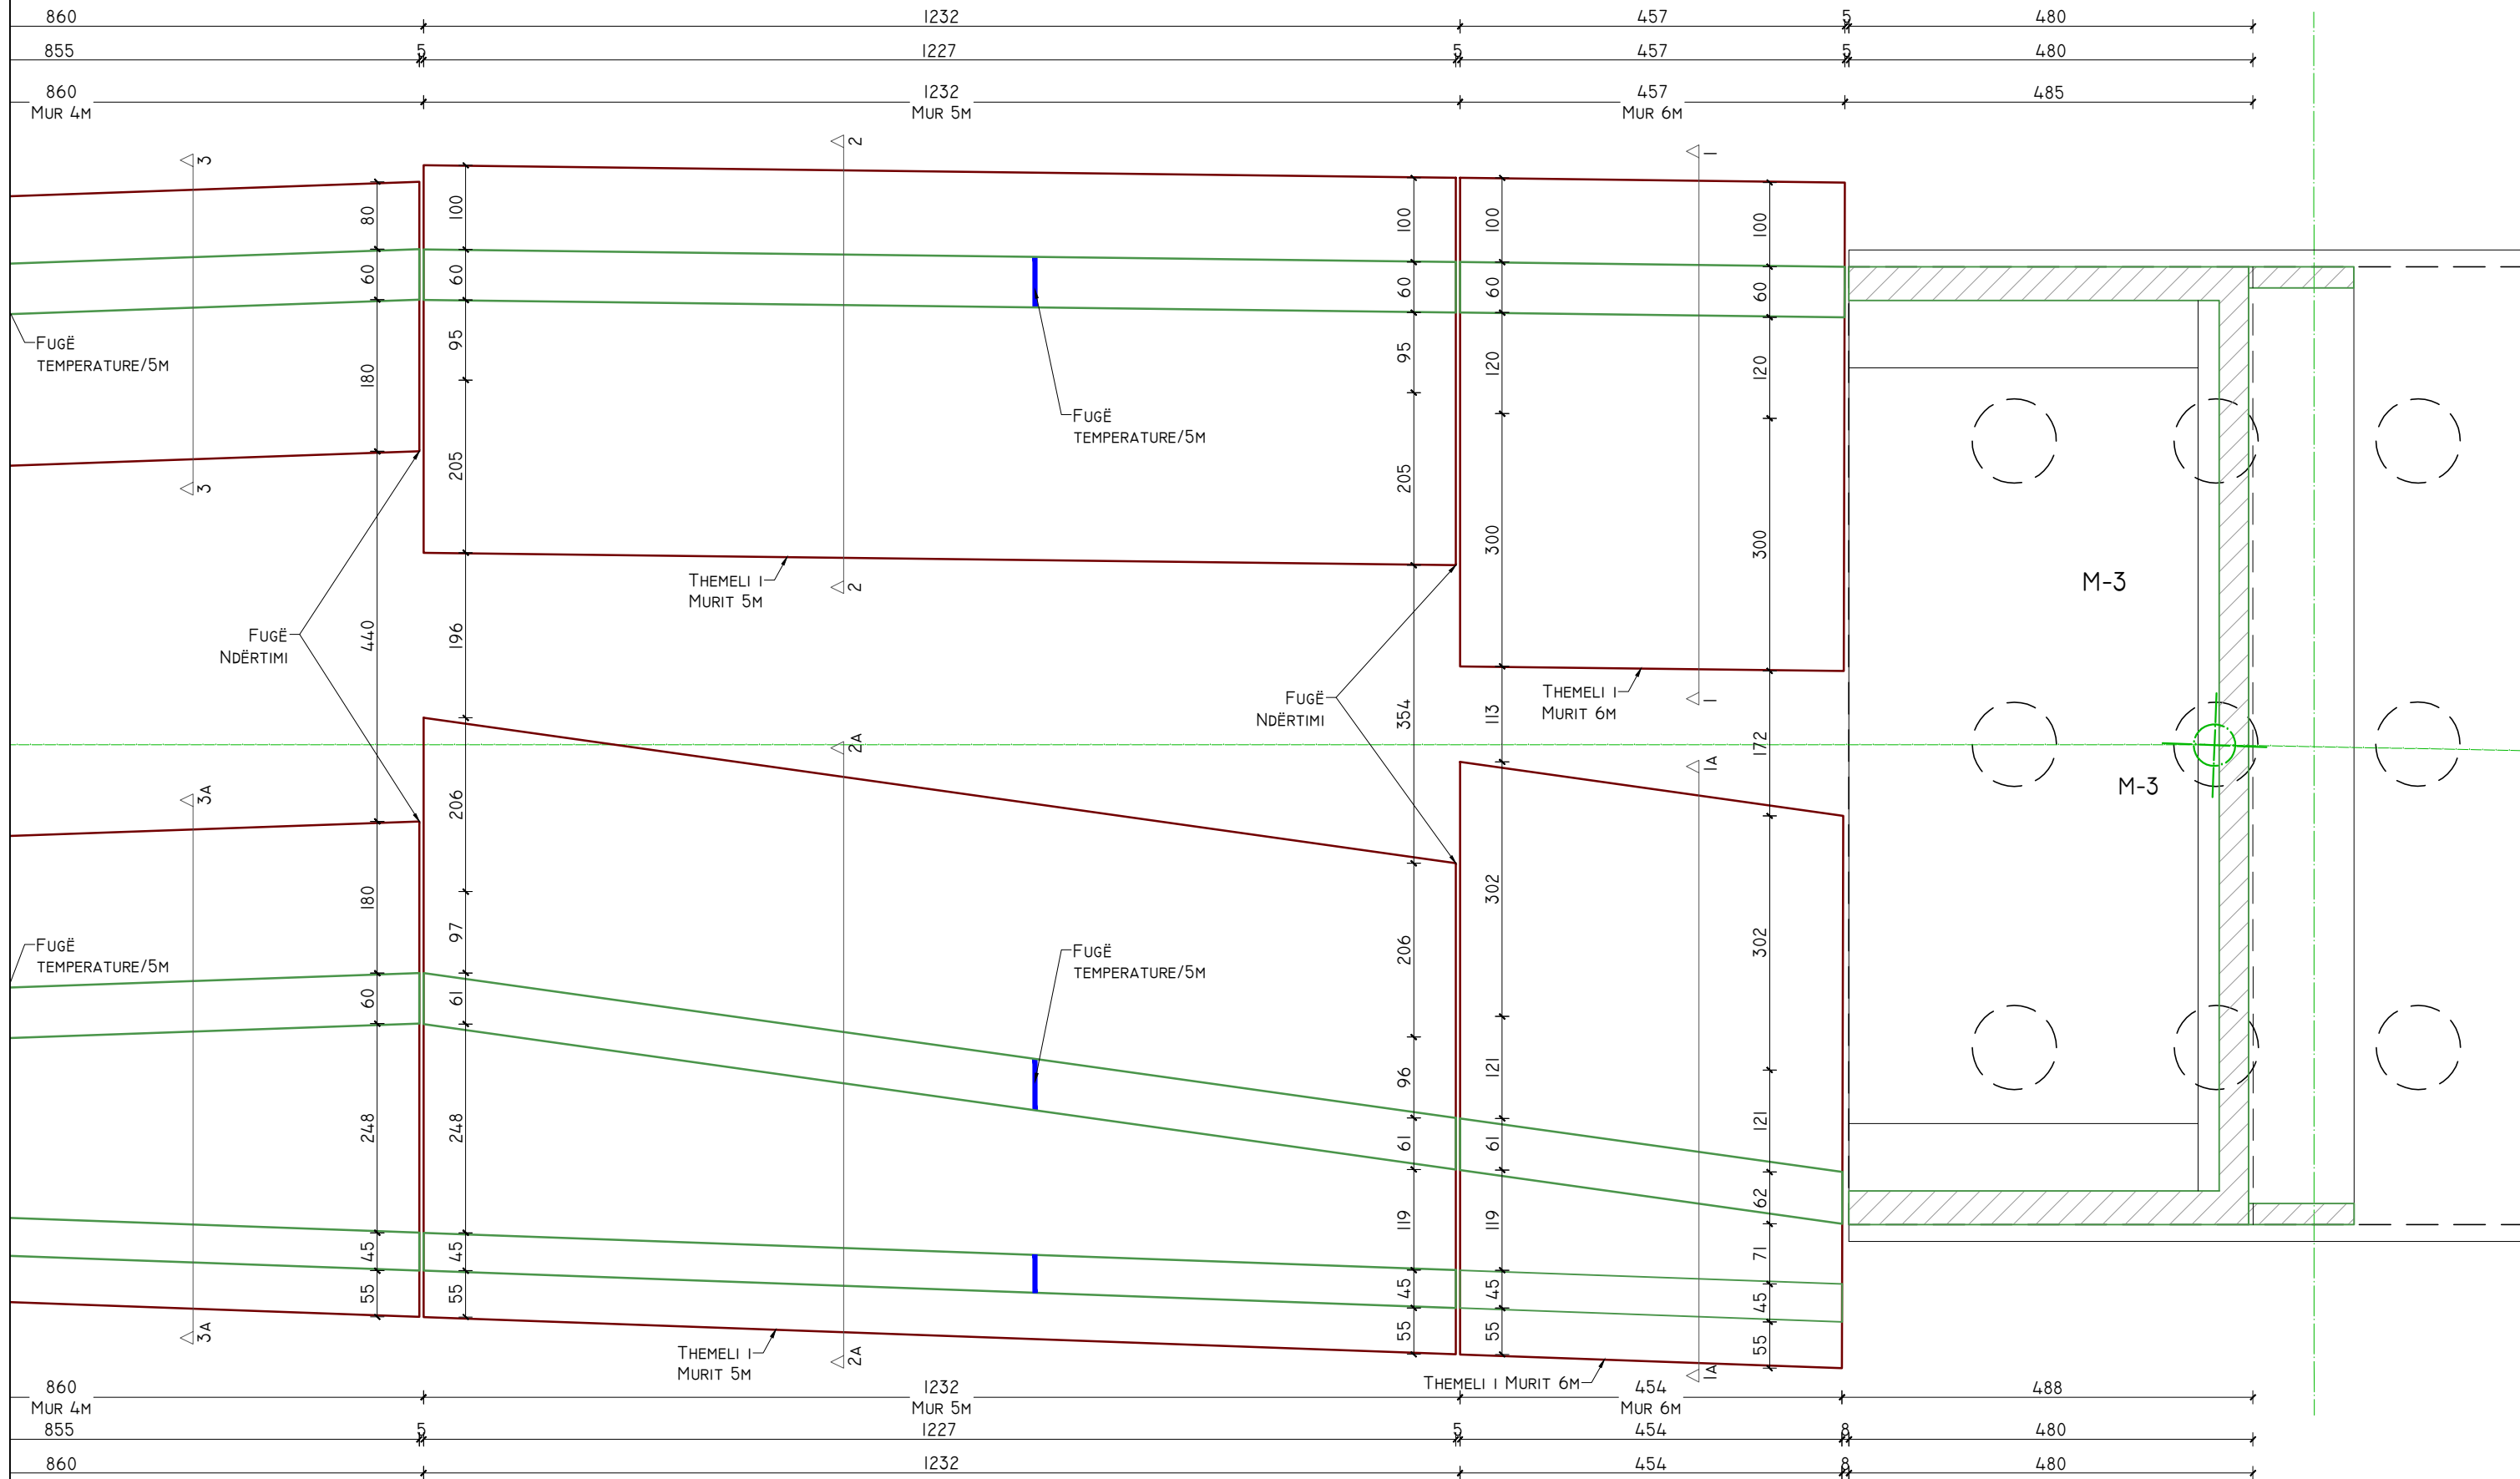 860 1232 457 5 480
855 5 1227 5 457 5 480
860 1232 457 485
Mur 4m Mur 5m Mur 6m
3 2 1
80 100 100 100 100
60 60 60 60 60
Fugë
temperature/5m
180 95 95 120 120
Fugë
temperature/5m
3 205 205 300 300
Themeli i
Murit 5m
2
M-3
Fugë
Ndërtimi
440 196
Fugë
Ndërtimi
354 113
Themeli i
Murit 6m
1
172
2A 1A
M-3
3A 206 302 302
180 97 206
Fugë
temperature/5m
Fugë
temperature/5m
60 61 96 121 121
248 248 61 61 62
119 119 71
45 45 45 45 45
55 55 55 55 55
3A 2A 1A
Themeli i
Murit 5m
Themeli i Murit 6m
860 1232 454 488
Mur 4m Mur 5m Mur 6m
855 5 1227 5 454 8 480
860 1232 454 8 480